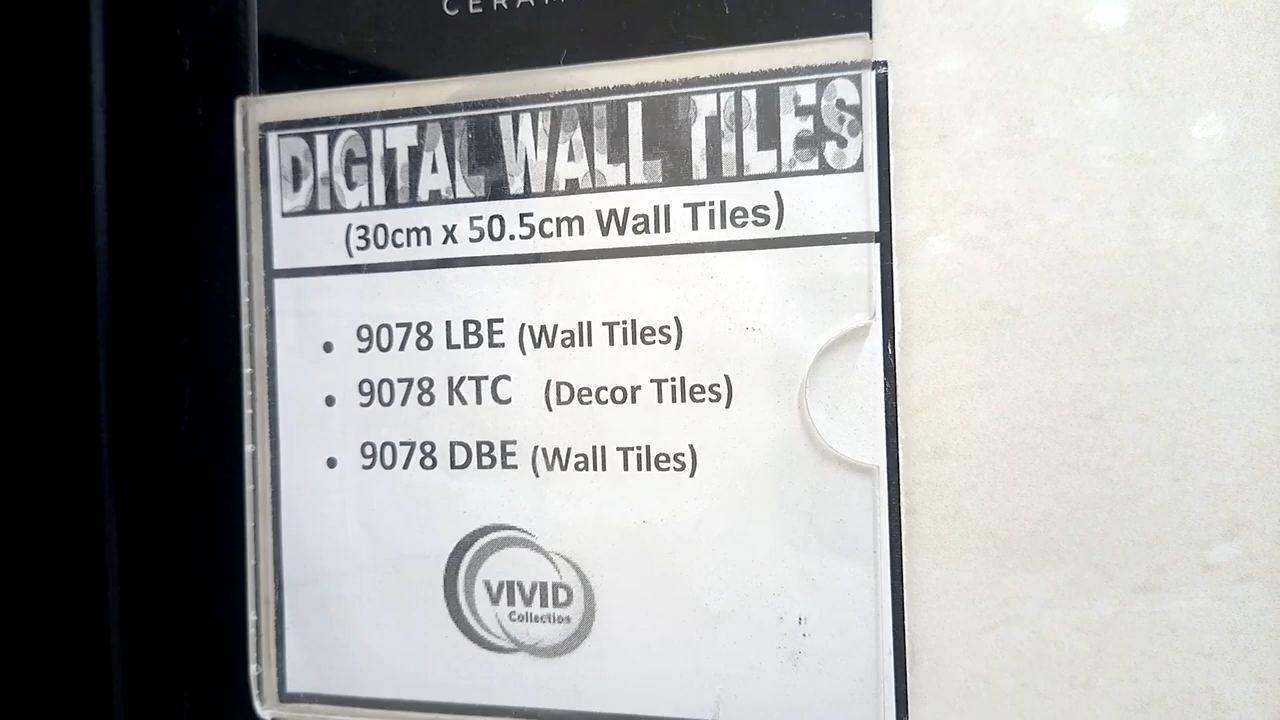 DIGITAL WALL TILES
(30cm x 50.5cm Wall Tiles)
• 9078 LBE (Wall Tiles)
• 9078 KTC (Decor Tiles)
• 9078 DBE (Wall Tiles)
VIVID
Collection